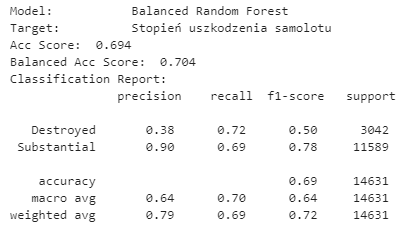 Model: Balanced Random Forest
Target: Stopień uszkodzenia samolotu
Acc Score: 0.694
Balanced Acc Score: 0.704
Classification Report:
precision recall f1-score support
Destroyed 0.38 0.72 0.50 3042
Substantial 0.90 0.69 0.78 11589
accuracy 0.69 14631
macro avg 0.64 0.70 0.64 14631
weighted avg 0.79 0.69 0.72 14631